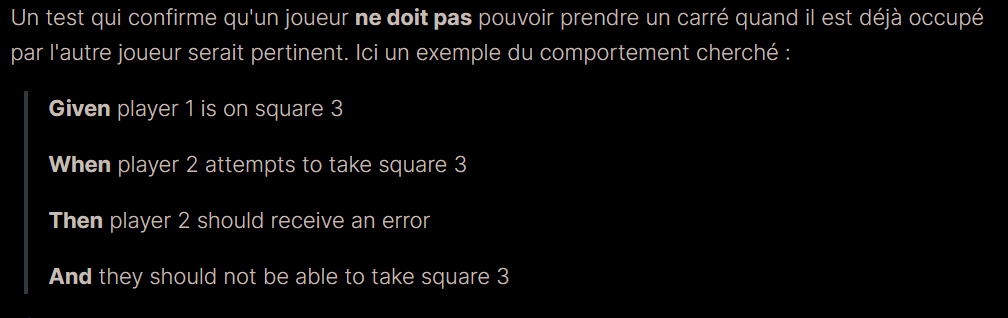 Un test qui confirme qu'un joueur ne doit pas pouvoir prendre un carré quand il est déjà occupé
par l'autre joueur serait pertinent. Ici un exemple du comportement cherché :
Given player 1 is on square 3
When player 2 attempts to take square 3
Then player 2 should receive an error
And they should not be able to take square 3